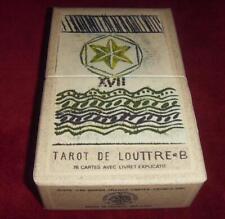 XVII
TAROT DE LOUTTRE•B
78 CARTES AVEC LIVRET EXPLICATIF